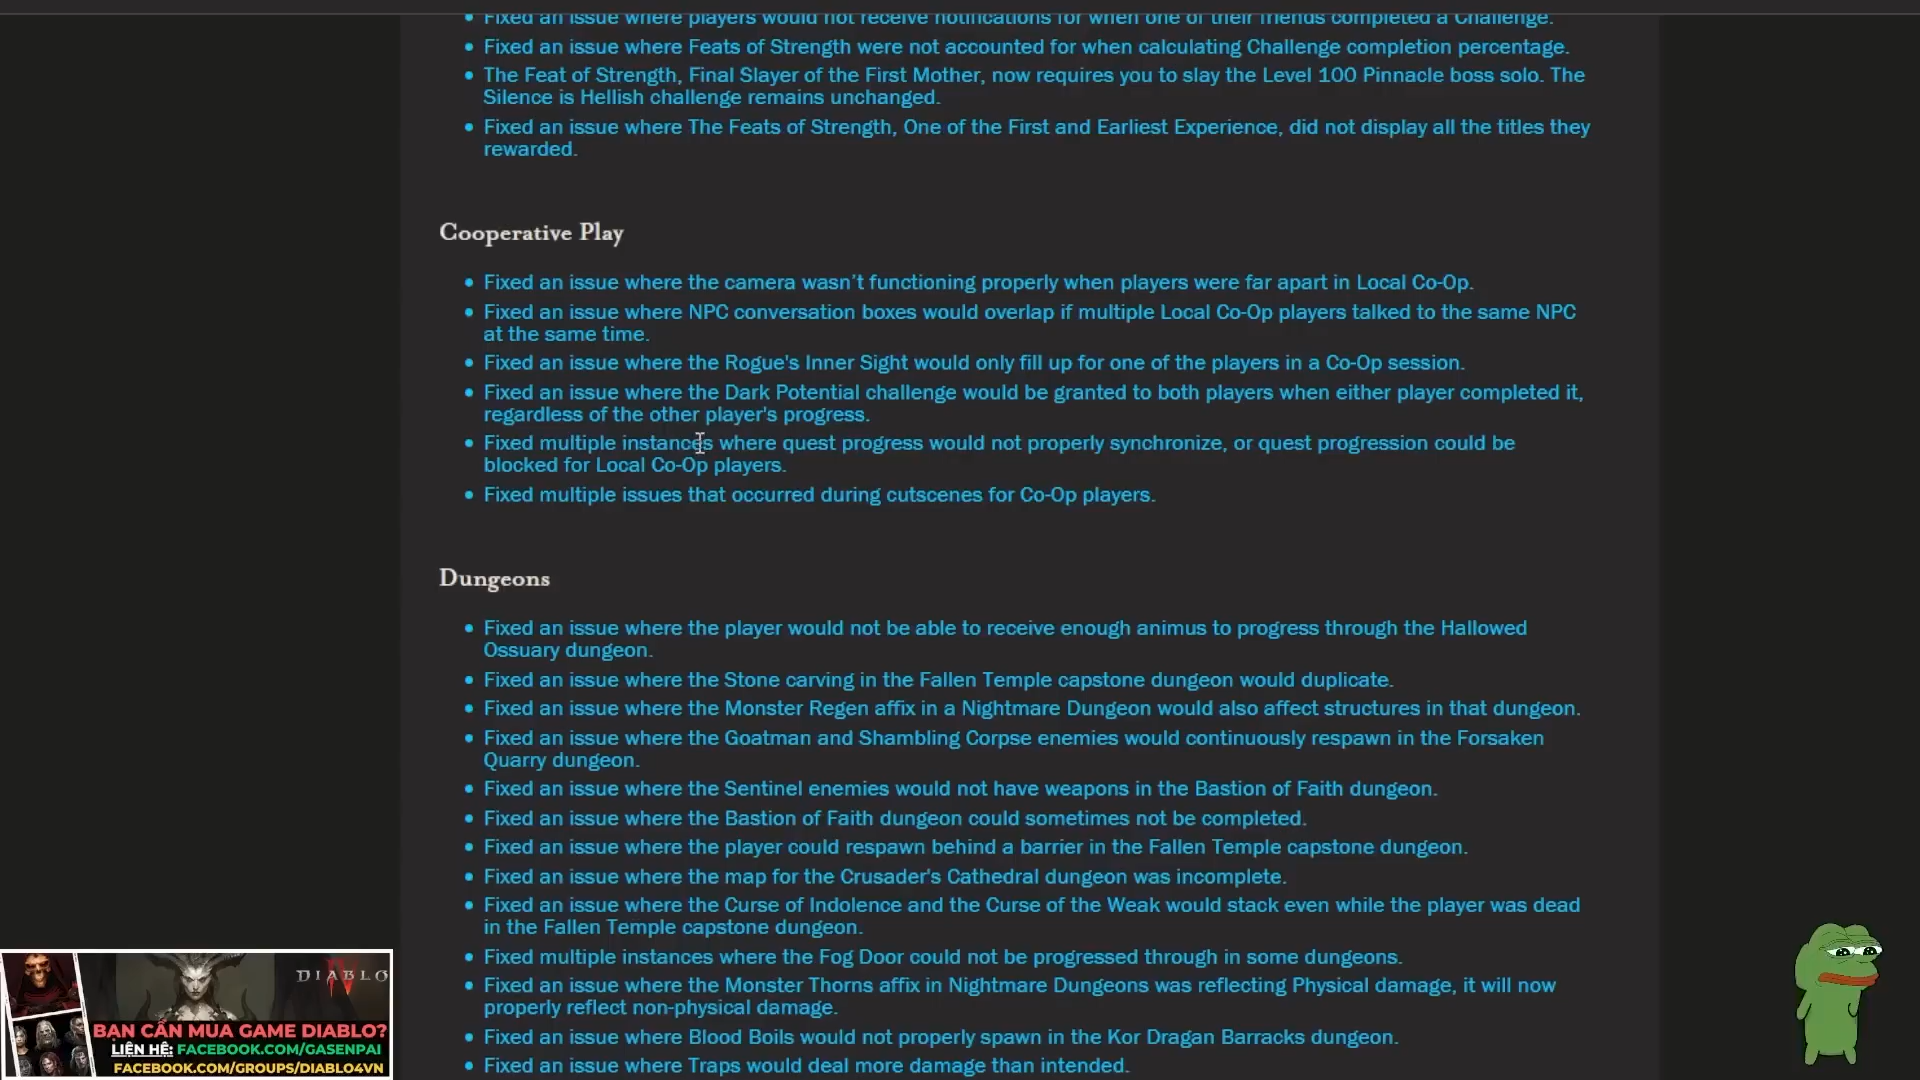 Fixed an issue where players would not receive notifications for when one of their friends completed a Challenge.
Fixed an issue where Feats of Strength were not accounted for when calculating Challenge completion percentage.
The Feat of Strength, Final Slayer of the First Mother, now requires you to slay the Level 100 Pinnacle boss solo. The
Silence is Hellish challenge remains unchanged.
Fixed an issue where The Feats of Strength, One of the First and Earliest Experience, did not display all the titles they
rewarded.
Cooperative Play
Fixed an issue where the camera wasn’t functioning properly when players were far apart in Local Co-Op.
Fixed an issue where NPC conversation boxes would overlap if multiple Local Co-Op players talked to the same NPC
at the same time.
Fixed an issue where the Rogue's Inner Sight would only fill up for one of the players in a Co-Op session.
Fixed an issue where the Dark Potential challenge would be granted to both players when either player completed it,
regardless of the other player's progress.
Fixed multiple instances where quest progress would not properly synchronize, or quest progression could be
blocked for Local Co-Op players.
Fixed multiple issues that occurred during cutscenes for Co-Op players.
Dungeons
Fixed an issue where the player would not be able to receive enough animus to progress through the Hallowed
Ossuary dungeon.
Fixed an issue where the Stone carving in the Fallen Temple capstone dungeon would duplicate.
Fixed an issue where the Monster Regen affix in a Nightmare Dungeon would also affect structures in that dungeon.
Fixed an issue where the Goatman and Shambling Corpse enemies would continuously respawn in the Forsaken
Quarry dungeon.
Fixed an issue where the Sentinel enemies would not have weapons in the Bastion of Faith dungeon.
Fixed an issue where the Bastion of Faith dungeon could sometimes not be completed.
Fixed an issue where the player could respawn behind a barrier in the Fallen Temple capstone dungeon.
Fixed an issue where the map for the Crusader's Cathedral dungeon was incomplete.
Fixed an issue where the Curse of Indolence and the Curse of the Weak would stack even while the player was dead
in the Fallen Temple capstone dungeon.
Fixed multiple instances where the Fog Door could not be progressed through in some dungeons.
Fixed an issue where the Monster Thorns affix in Nightmare Dungeons was reflecting Physical damage, it will now
properly reflect non-physical damage.
Fixed an issue where Blood Boils would not properly spawn in the Kor Dragan Barracks dungeon.
Fixed an issue where Traps would deal more damage than intended.
DIABLO
IV
BẠN CẦN MUA GAME DIABLO?
LIÊN HỆ: FACEBOOK.COM/GASENPAI
FACEBOOK.COM/GROUPS/DIABLO4VN